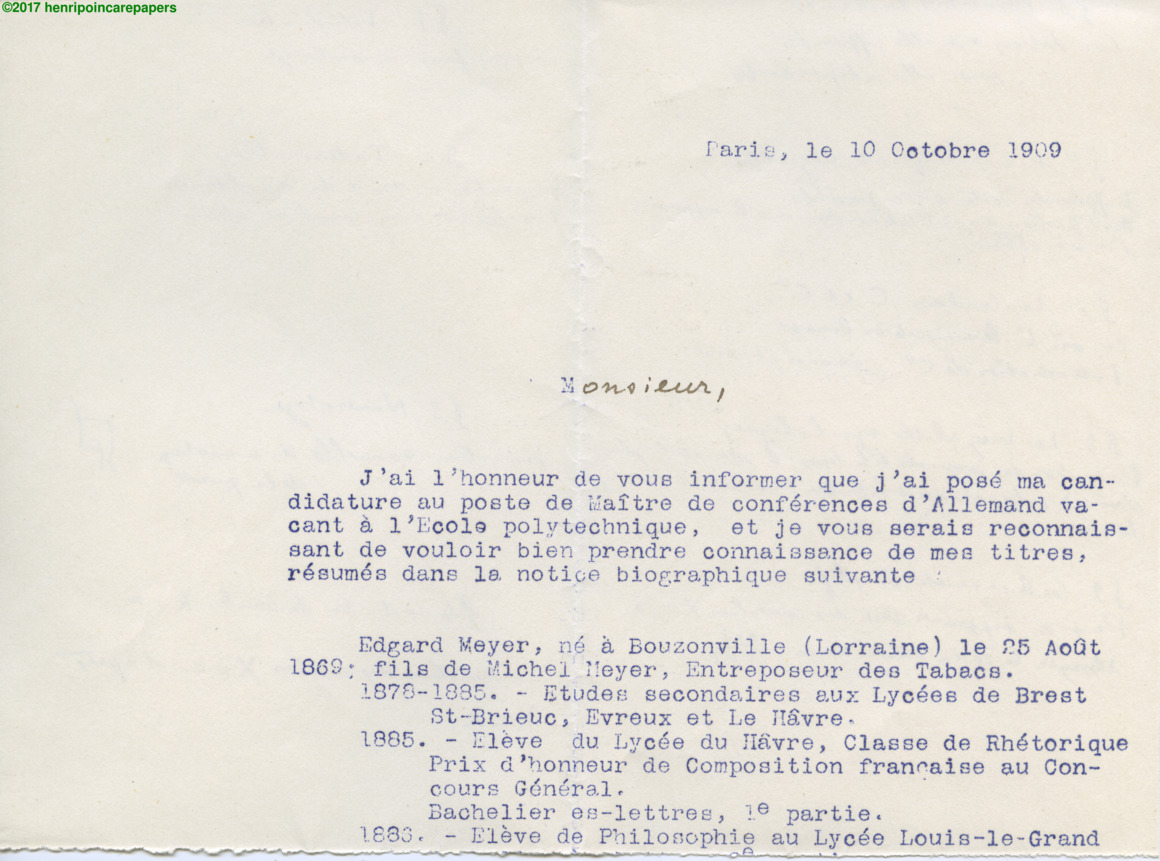 ©2017 henripoincarepapers
Paris, le 10 Octobre 1909
Monsieur,
J'ai l'honneur de vous informer que j'ai posé ma can-
didature au poste de Maître de conférences d'Allemand va-
cant à l'Ecole polytechnique, et je vous serais reconnais-
sant de vouloir bien prendre connaissance de mes titres,
résumés dans la notice biographique suivante :
Edgard Meyer, né à Bouzonville (Lorraine) le 25 Août
1869; fils de Michel Meyer, Entreposeur des Tabacs.
1878-1885. - Etudes secondaires aux Lycées de Brest
St-Brieuc, Evreux et Le Hâvre.
1885. - Elève du Lycée du Hâvre, Classe de Rhétorique
Prix d'honneur de Composition francaise au Con-
cours Général.
Bachelier es-lettres, 1e partie.
1886. - Elève de Philosophie au Lycée Louis-le-Grand